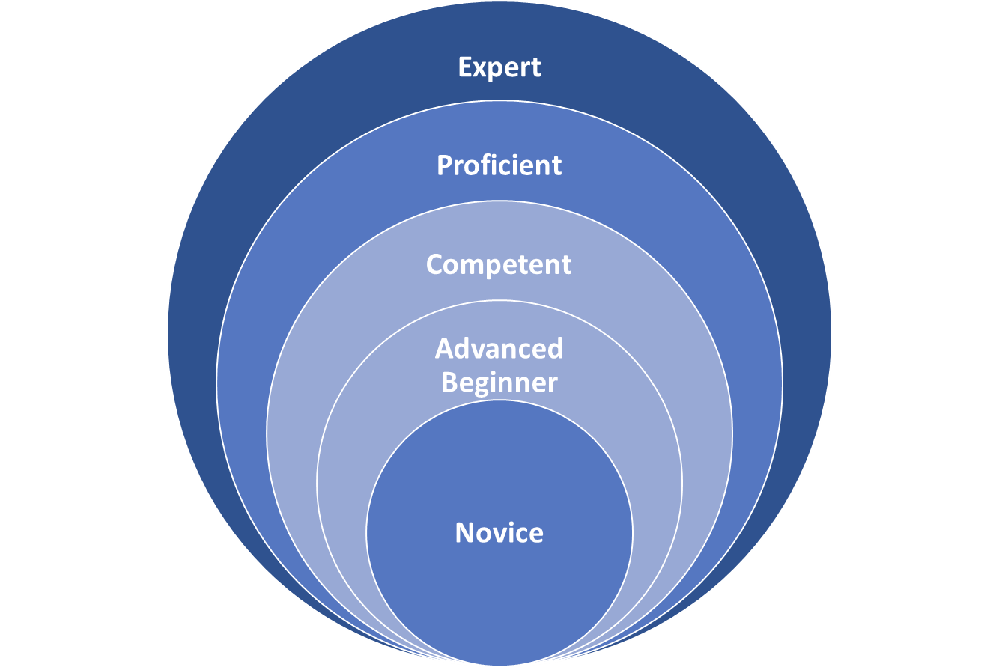 Expert
Proficient
Competent
Advanced
Beginner
Novice